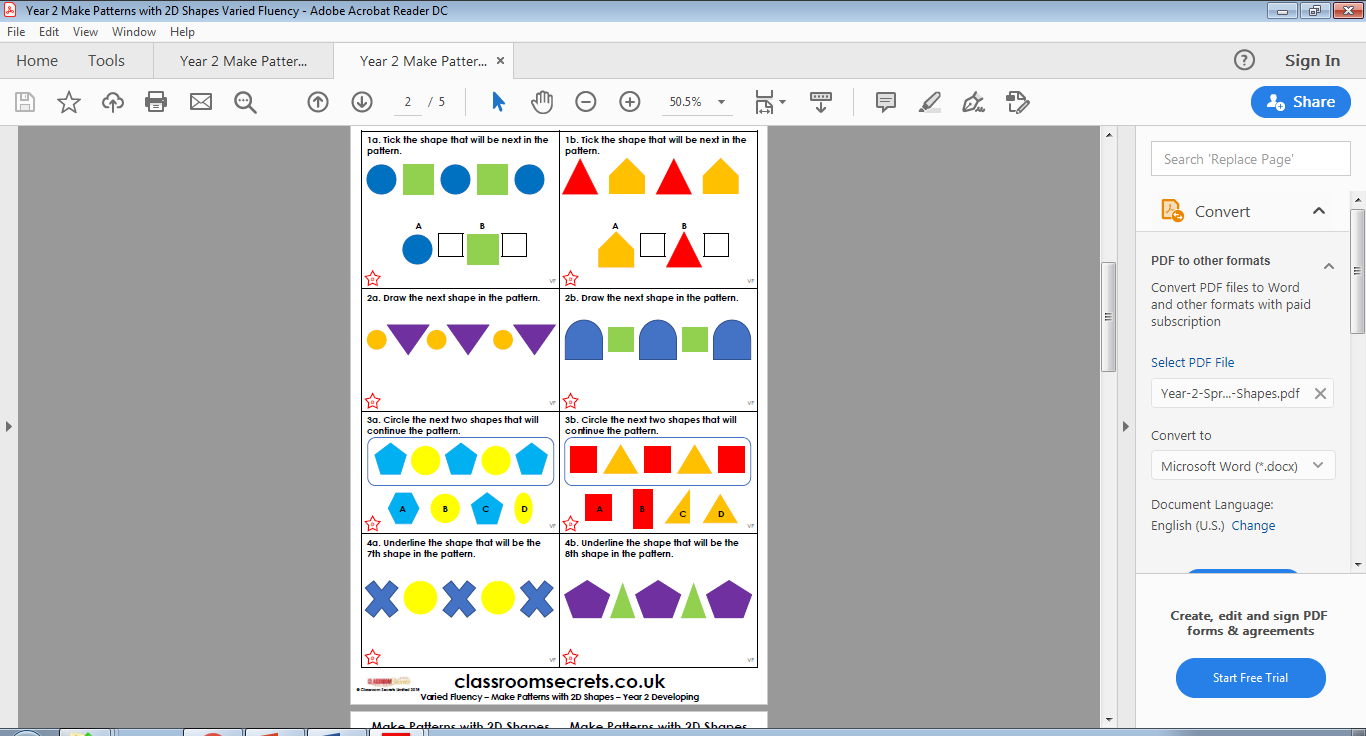 Year 2 Make Patterns with 2D Shapes Varied Fluency - Adobe Acrobat Reader DC
File Edit View Window Help
Home Tools Year 2 Make Patter... Year 2 Make Patter... ×
? Sign In
2 / 5 50.5%
Share
1a. Tick the shape that will be next in the
pattern.
A B
VF
1b. Tick the shape that will be next in the
pattern.
A B
VF
2a. Draw the next shape in the pattern.
VF
2b. Draw the next shape in the pattern.
VF
3a. Circle the next two shapes that will
continue the pattern.
A B C D
VF
3b. Circle the next two shapes that will
continue the pattern.
A B C D
VF
4a. Underline the shape that will be the
7th shape in the pattern.
VF
4b. Underline the shape that will be the
8th shape in the pattern.
VF
classroomsecrets.co.uk
© Classroom Secrets Limited 2018
Varied Fluency – Make Patterns with 2D Shapes – Year 2 Developing
Make Patterns with 2D Shapes Make Patterns with 2D Shapes
Search 'Replace Page'
Convert
PDF to other formats
Convert PDF files to Word
and other formats with paid
subscription
Select PDF File
Year-2-Spr...-Shapes.pdf
Convert to
Microsoft Word (*.docx)
Document Language:
English (U.S.) Change
Create, edit and sign PDF
forms & agreements
Start Free Trial